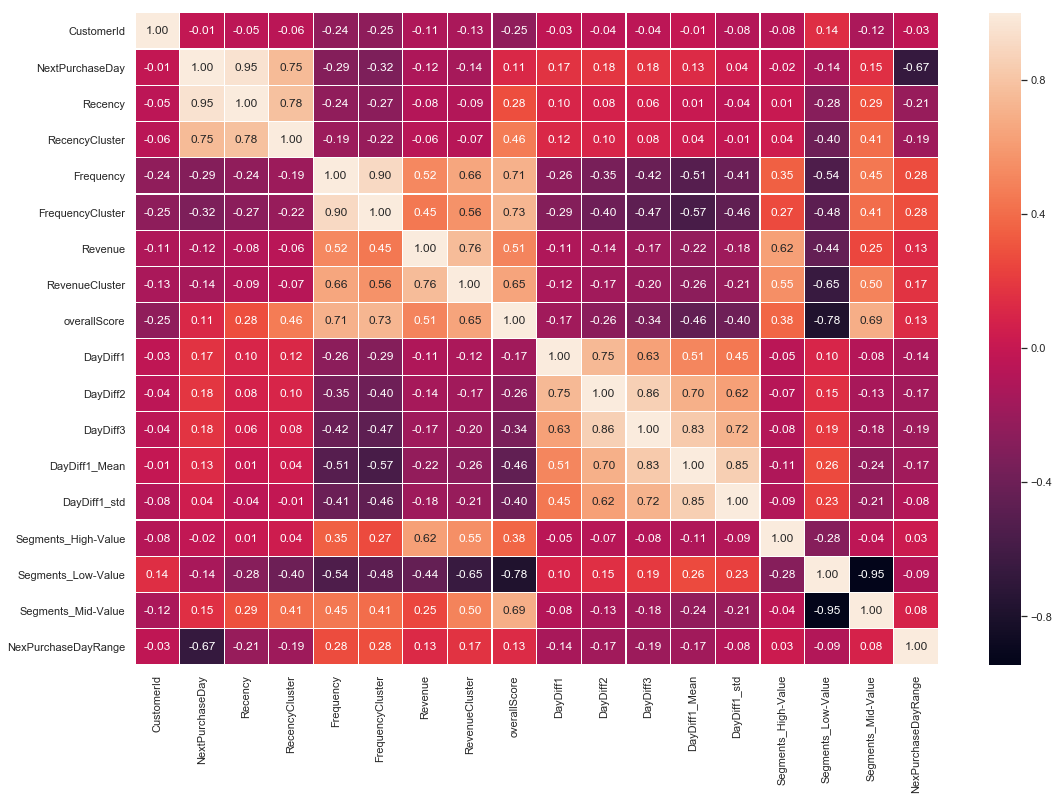 CustomerId 1.00 -0.01 -0.05 -0.06 -0.24 -0.25 -0.11 -0.13 -0.25 -0.03 -0.04 -0.04 -0.01 -0.08 -0.08 0.14 -0.12 -0.03
NextPurchaseDay -0.01 1.00 0.95 0.75 -0.29 -0.32 -0.12 -0.14 0.11 0.17 0.18 0.18 0.13 0.04 -0.02 -0.14 0.15 -0.67
0.8
Recency -0.05 0.95 1.00 0.78 -0.24 -0.27 -0.08 -0.09 0.28 0.10 0.08 0.06 0.01 -0.04 0.01 -0.28 0.29 -0.21
RecencyCluster -0.06 0.75 0.78 1.00 -0.19 -0.22 -0.06 -0.07 0.46 0.12 0.10 0.08 0.04 -0.01 0.04 -0.40 0.41 -0.19
Frequency -0.24 -0.29 -0.24 -0.19 1.00 0.90 0.52 0.66 0.71 -0.26 -0.35 -0.42 -0.51 -0.41 0.35 -0.54 0.45 0.28
0.4
FrequencyCluster -0.25 -0.32 -0.27 -0.22 0.90 1.00 0.45 0.56 0.73 -0.29 -0.40 -0.47 -0.57 -0.46 0.27 -0.48 0.41 0.28
Revenue -0.11 -0.12 -0.08 -0.06 0.52 0.45 1.00 0.76 0.51 -0.11 -0.14 -0.17 -0.22 -0.18 0.62 -0.44 0.25 0.13
RevenueCluster -0.13 -0.14 -0.09 -0.07 0.66 0.56 0.76 1.00 0.65 -0.12 -0.17 -0.20 -0.26 -0.21 0.55 -0.65 0.50 0.17
overallScore -0.25 0.11 0.28 0.46 0.71 0.73 0.51 0.65 1.00 -0.17 -0.26 -0.34 -0.46 -0.40 0.38 -0.78 0.69 0.13
0.0
DayDiff1 -0.03 0.17 0.10 0.12 -0.26 -0.29 -0.11 -0.12 -0.17 1.00 0.75 0.63 0.51 0.45 -0.05 0.10 -0.08 -0.14
DayDiff2 -0.04 0.18 0.08 0.10 -0.35 -0.40 -0.14 -0.17 -0.26 0.75 1.00 0.86 0.70 0.62 -0.07 0.15 -0.13 -0.17
DayDiff3 -0.04 0.18 0.06 0.08 -0.42 -0.47 -0.17 -0.20 -0.34 0.63 0.86 1.00 0.83 0.72 -0.08 0.19 -0.18 -0.19
DayDiff1_Mean -0.01 0.13 0.01 0.04 -0.51 -0.57 -0.22 -0.26 -0.46 0.51 0.70 0.83 1.00 0.85 -0.11 0.26 -0.24 -0.17
-0.4
DayDiff1_std -0.08 0.04 -0.04 -0.01 -0.41 -0.46 -0.18 -0.21 -0.40 0.45 0.62 0.72 0.85 1.00 -0.09 0.23 -0.21 -0.08
Segments_High-Value -0.08 -0.02 0.01 0.04 0.35 0.27 0.62 0.55 0.38 -0.05 -0.07 -0.08 -0.11 -0.09 1.00 -0.28 -0.04 0.03
Segments_Low-Value 0.14 -0.14 -0.28 -0.40 -0.54 -0.48 -0.44 -0.65 -0.78 0.10 0.15 0.19 0.26 0.23 -0.28 1.00 -0.95 -0.09
Segments_Mid-Value -0.12 0.15 0.29 0.41 0.45 0.41 0.25 0.50 0.69 -0.08 -0.13 -0.18 -0.24 -0.21 -0.04 -0.95 1.00 0.08
-0.8
NexPurchaseDayRange -0.03 -0.67 -0.21 -0.19 0.28 0.28 0.13 0.17 0.13 -0.14 -0.17 -0.19 -0.17 -0.08 0.03 -0.09 0.08 1.00
CustomerId
NextPurchaseDay
Recency
RecencyCluster
Frequency
FrequencyCluster
Revenue
RevenueCluster
overallScore
DayDiff1
DayDiff2
DayDiff3
DayDiff1_Mean
DayDiff1_std
Segments_High-Value
Segments_Low-Value
Segments_Mid-Value
NexPurchaseDayRange